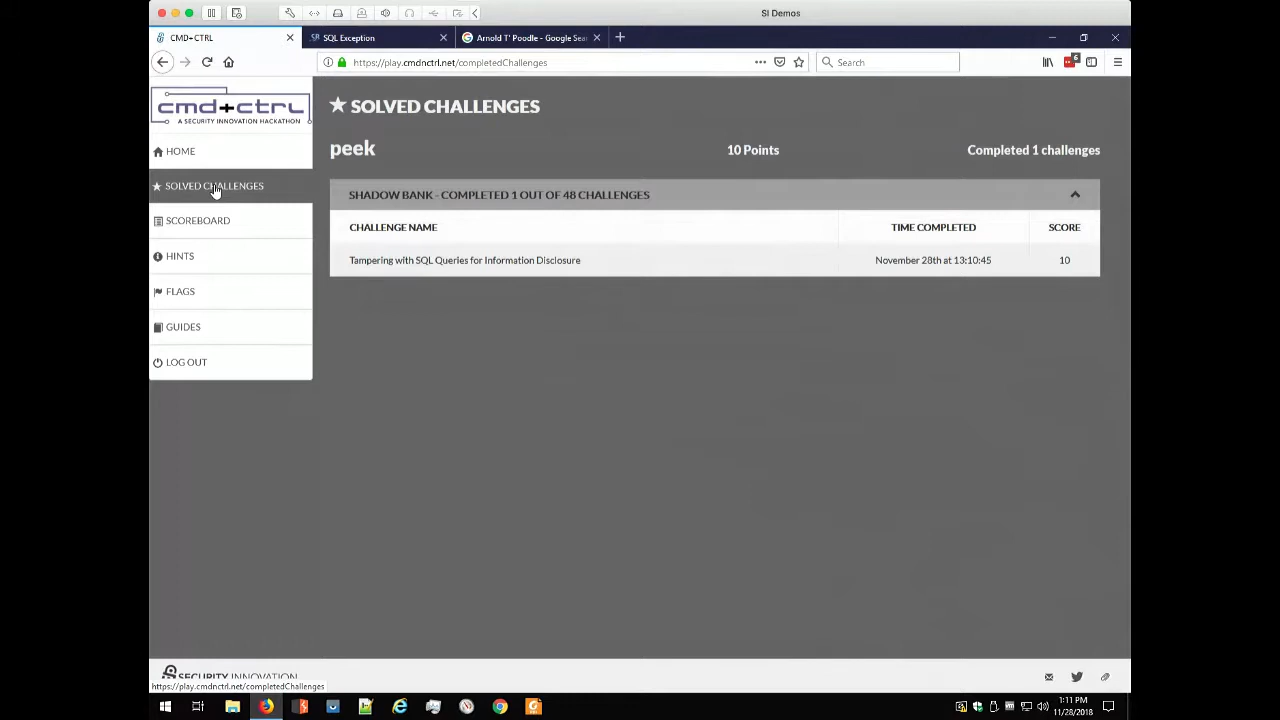 SI Demos
CMD+CTRL
SQL Exception
Arnold T' Poodle - Google Sea
https://play.cmdnctrl.net/completedChallenges
Search
6
cmd+ctrl
A SECURITY INNOVATION HACKATHON
HOME
SOLVED CHALLENGES
SCOREBOARD
HINTS
FLAGS
GUIDES
LOG OUT
SOLVED CHALLENGES
peek
10 Points
Completed 1 challenges
SHADOW BANK - COMPLETED 1 OUT OF 48 CHALLENGES
CHALLENGE NAME
TIME COMPLETED
SCORE
Tampering with SQL Queries for Information Disclosure
November 28th at 13:10:45
10
SECURITY INNOVATION
https://play.cmdnctrl.net/completedChallenges
1:11 PM
11/28/2018